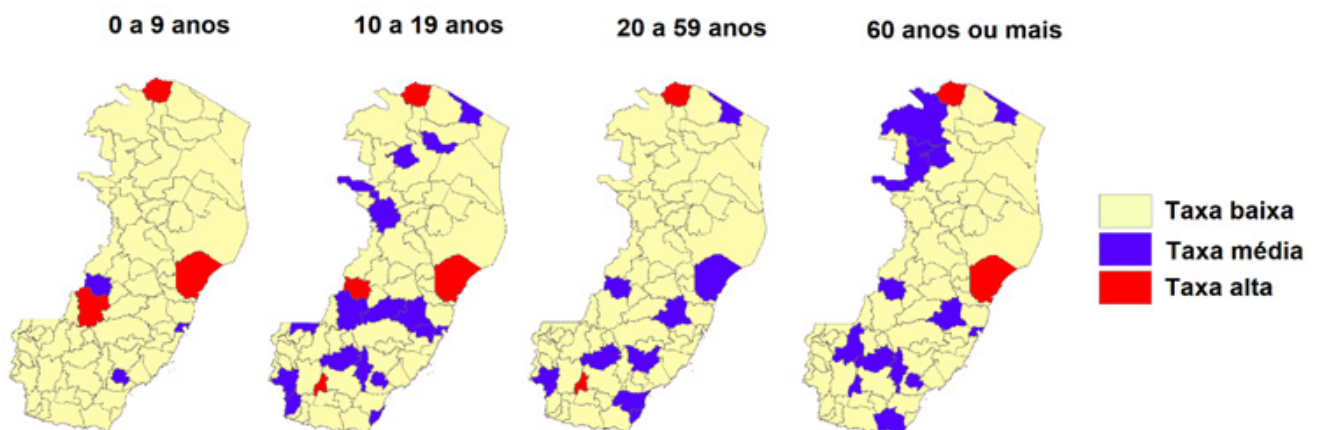 0 a 9 anos
10 a 19 anos
20 a 59 anos
60 anos ou mais
Taxa baixa
Taxa média
Taxa alta